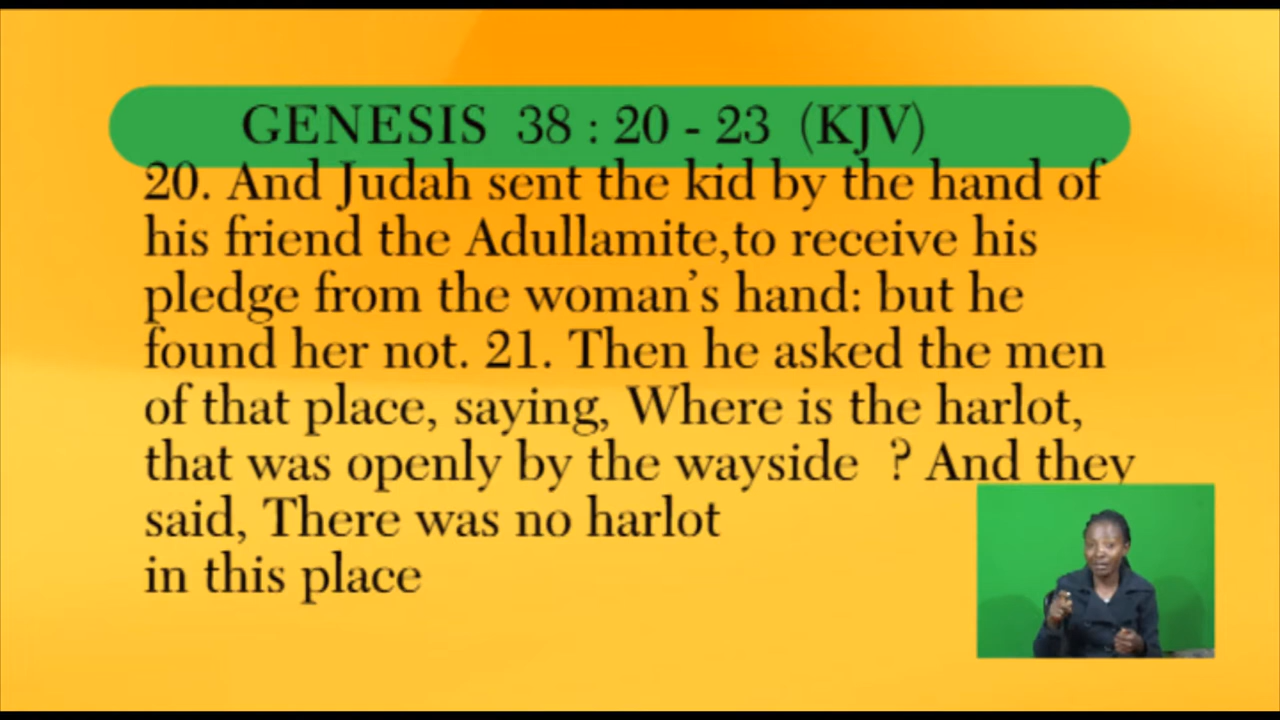 GENESIS 38 : 20 - 23 (KJV)
20. And Judah sent the kid by the hand of
his friend the Adullamite,to receive his
pledge from the woman’s hand: but he
found her not. 21. Then he asked the men
of that place, saying, Where is the harlot,
that was openly by the wayside ? And they
said, There was no harlot
in this place